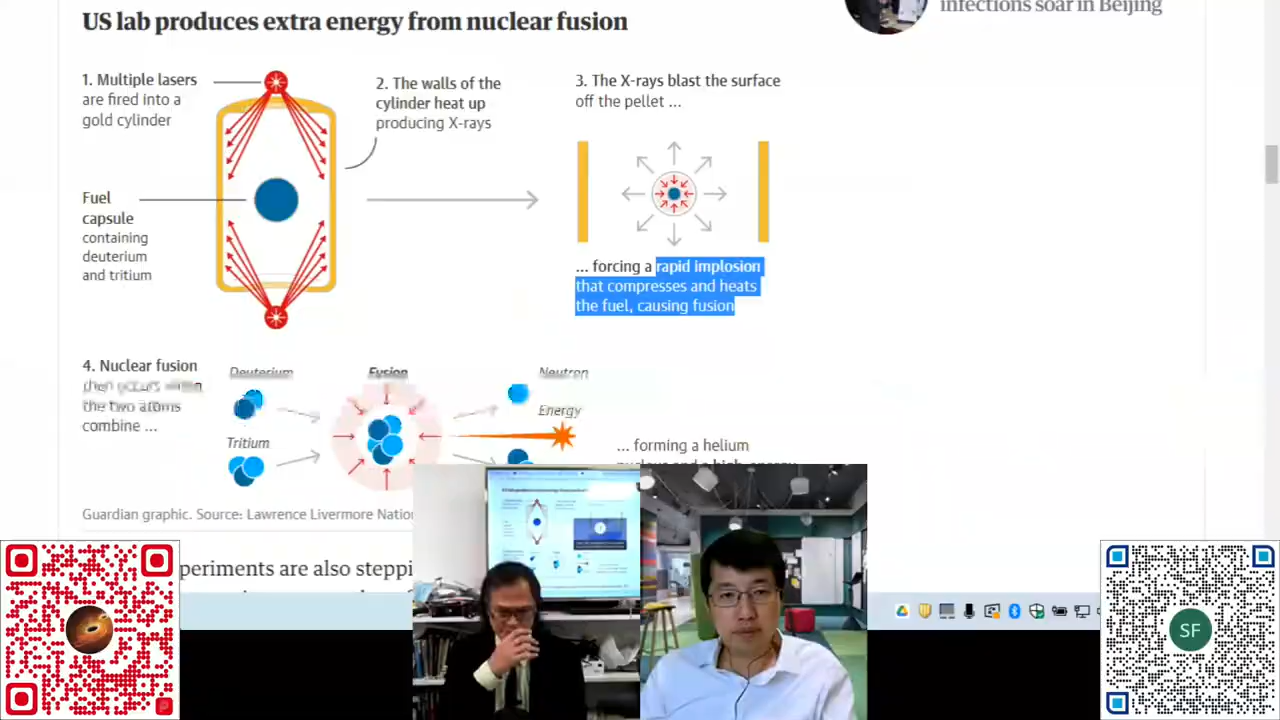 infections soar in Beijing
US lab produces extra energy from nuclear fusion
1. Multiple lasers
are fired into a
gold cylinder
2. The walls of the
cylinder heat up
producing X-rays
3. The X-rays blast the surface
off the pellet ...
Fuel
capsule
containing
deuterium
and tritium
... forcing a rapid implosion
that compresses and heats
the fuel, causing fusion
4. Nuclear fusion
then occurs when
the two atoms
combine ...
Deuterium
Fusion
Neutron
Energy
Tritium
... forming a helium
Guardian graphic. Source: Lawrence Livermore
periments are also
SF